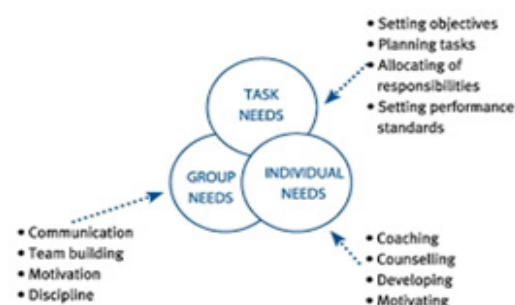 • Setting objectives
• Planning tasks
• Allocating of
responsibilities
• Setting performance
standards
TASK
NEEDS
GROUP
NEEDS
INDIVIDUAL
NEEDS
• Communication
• Team building
• Motivation
• Discipline
• Coaching
• Counselling
• Developing
• Motivating